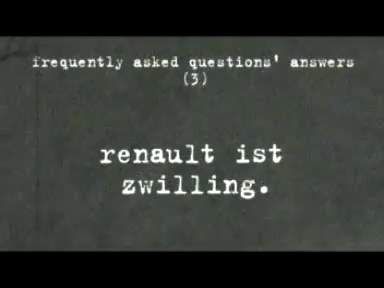 frequently asked questions' answers
(3)
renault ist
zwilling.